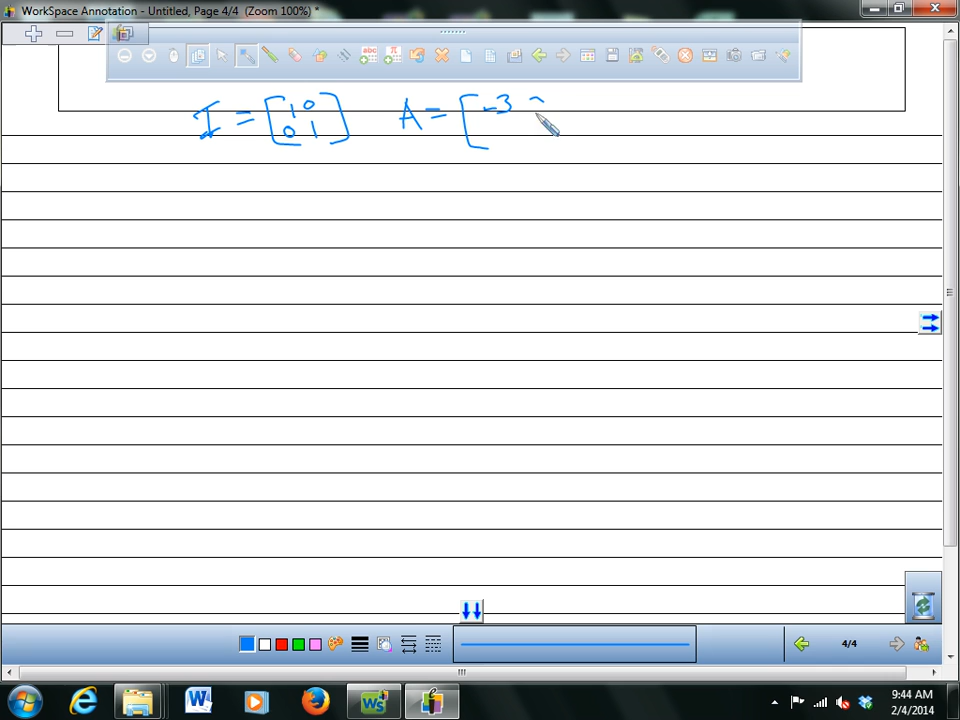 WorkSpace Annotation - Untitled, Page 4/4 (Zoom 100%) *
I = [ 1 0
0 1 ] A = [ -3
4/4
9:44 AM
2/4/2014